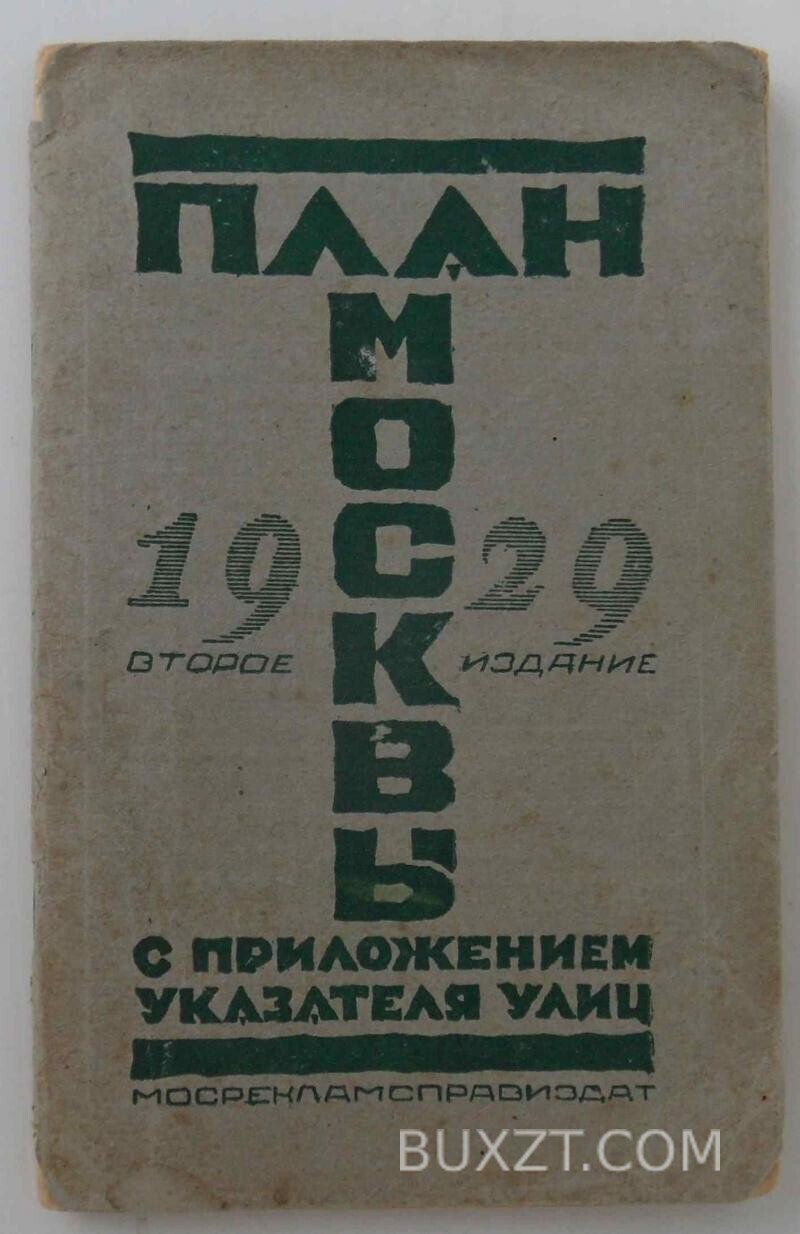 ПЛАН
МОСКВЫ
1929
ВТОРОЕ ИЗДАНИЕ
С ПРИЛОЖЕНИЕМ
УКАЗАТЕЛЯ УЛИЦ
МОСРЕКЛАМСПРАВИЗДАТ
BUXZT.COM